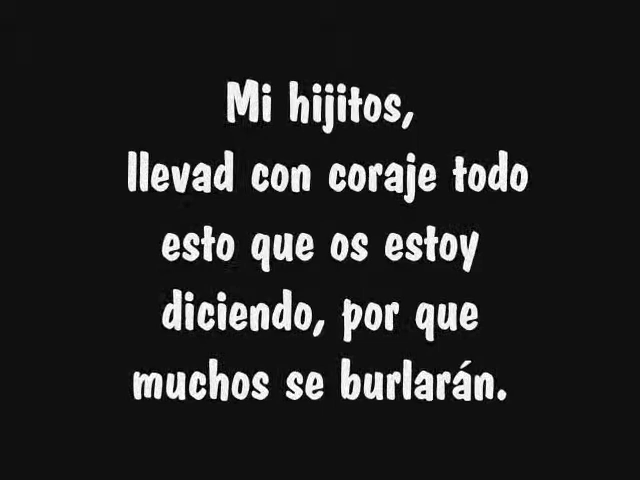 Mi hijitos,
llevad con coraje todo
esto que os estoy
diciendo, por que
muchos se burlarán.